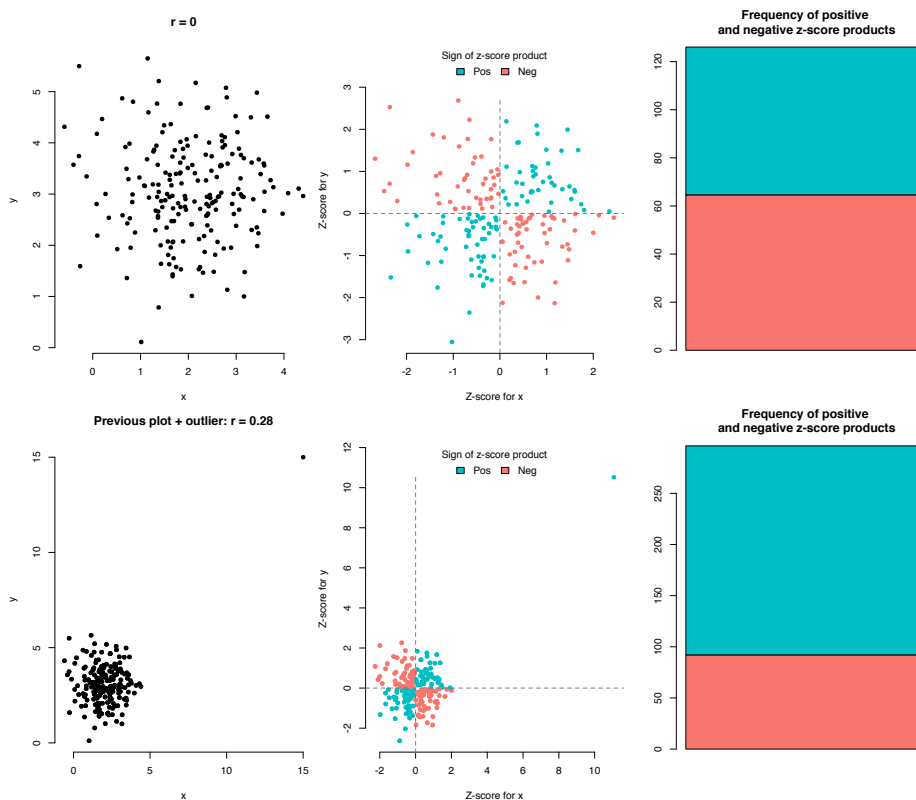 r = 0
0
1
2
3
4
5
y
0 1 2 3 4
x
Sign of z-score product
Pos Neg
-3
-2
-1
0
1
2
3
Z-score for y
-2 -1 0 1 2
Z-score for x
Frequency of positive
and negative z-score products
0
20
40
60
80
100
120
Previous plot + outlier: r = 0.28
0
5
10
15
y
0 5 10 15
x
Sign of z-score product
Pos Neg
-2
0
2
4
6
8
10
12
Z-score for y
-2 0 2 4 6 8 10
Z-score for x
Frequency of positive
and negative z-score products
0
50
100
150
200
250